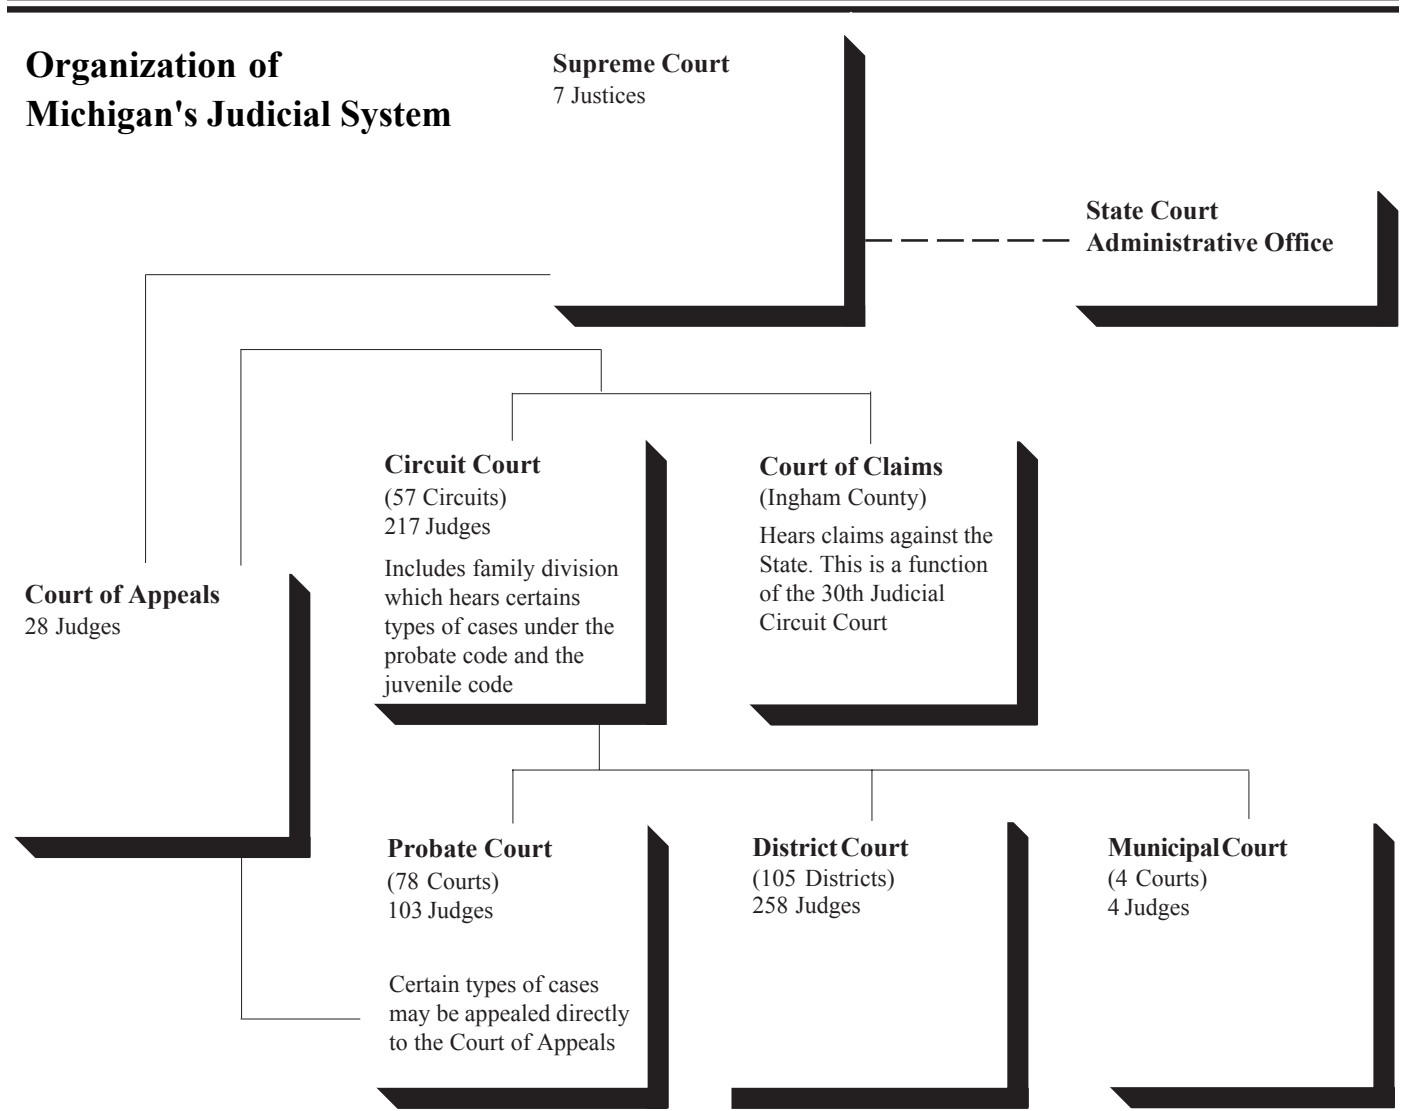 Organization of
Michigan's Judicial System
Supreme Court
7 Justices
State Court
Administrative Office
Circuit Court
(57 Circuits)
217 Judges
Includes family division
which hears certains
types of cases under the
probate code and the
juvenile code
Court of Claims
(Ingham County)
Hears claims against the
State. This is a function
of the 30th Judicial
Circuit Court
Court of Appeals
28 Judges
Probate Court
(78 Courts)
103 Judges
Certain types of cases
may be appealed directly
to the Court of Appeals
District Court
(105 Districts)
258 Judges
Municipal Court
(4 Courts)
4 Judges